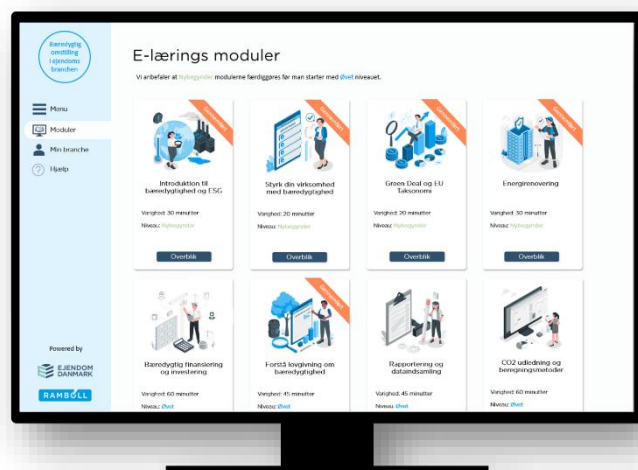 Bæredygtig
omstilling
i ejendoms
branchen
Menu
Moduler
Min branche
Hjælp
Powered by
EJENDOM
DANMARK
RAMBOLL
E-lærings moduler
Vi anbefaler at Nybegynder modulerne færdiggøres før man starter med Øvet niveauet.
Introduktion til
bæredygtighed og ESG
Varighed: 30 minutter
Niveau: Nybegynder
Overblik
Styrk din virksomhed
med bæredygtighed
Varighed: 20 minutter
Niveau: Nybegynder
Overblik
Green Deal og EU
Taksonomi
Varighed: 20 minutter
Niveau: Nybegynder
Overblik
Energirenovering
Varighed: 30 minutter
Niveau: Nybegynder
Overblik
Bæredygtig finansiering
og investering
Varighed: 60 minutter
Niveau: Øvet
Forstå lovgivning om
bæredygtighed
Varighed: 45 minutter
Niveau: Øvet
Rapportering og
dataindsamling
Varighed: 45 minutter
Niveau: Øvet
CO2 udledning og
beregningsmetoder
Varighed: 60 minutter
Niveau: Øvet